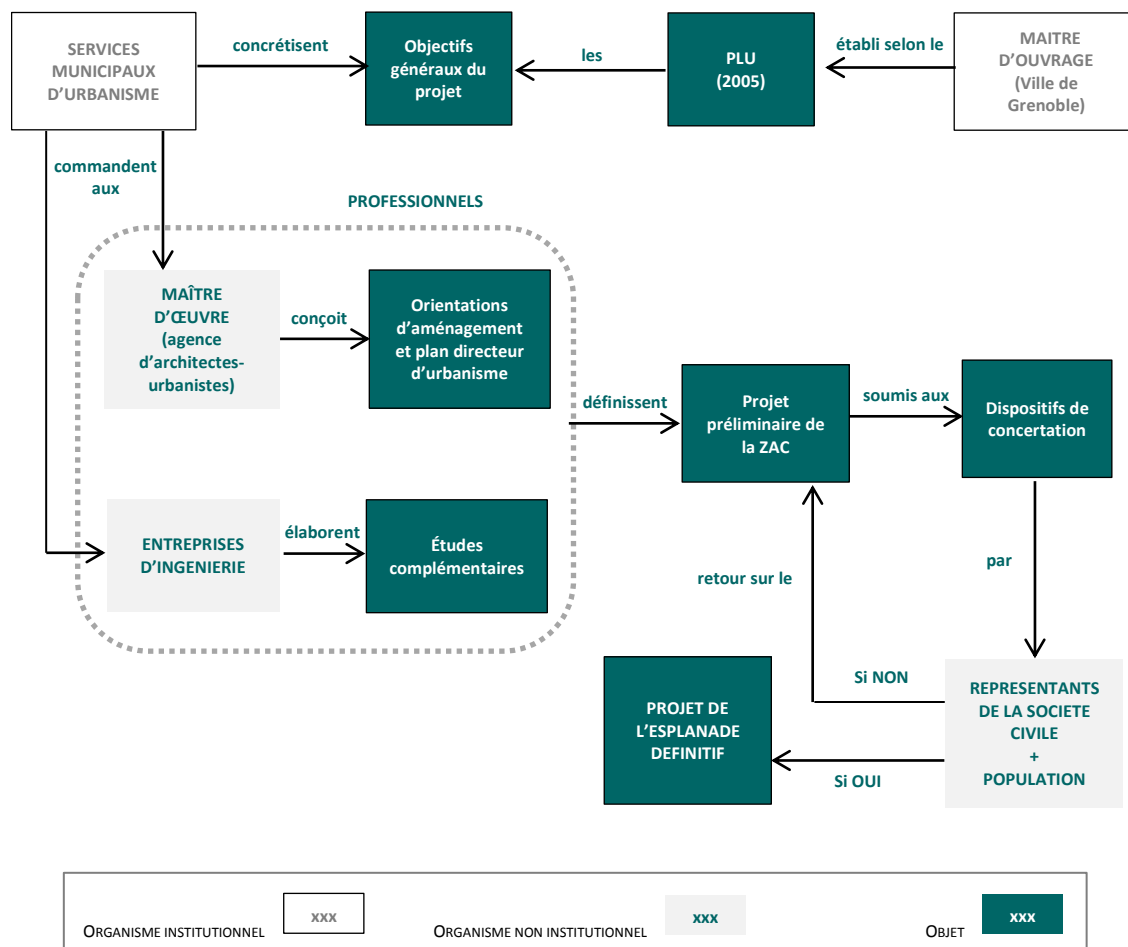 SERVICES
MUNICIPAUX
D'URBANISME
concrétisent
Objectifs
généraux du
projet
les
PLU
(2005)
établi selon le
MAITRE
D'OUVRAGE
(Ville de
Grenoble)
commandent
aux
PROFESSIONNELS
MAÎTRE
D'ŒUVRE
(agence
d'architectes-
urbanistes)
conçoit
Orientations
d'aménagement
et plan directeur
d'urbanisme
définissent
Projet
préliminaire de
la ZAC
soumis aux
Dispositifs de
concertation
ENTREPRISES
D'INGENIERIE
élaborent
Études
complémentaires
retour sur le
par
Si NON
REPRESENTANTS
DE LA SOCIETE
CIVILE
+
POPULATION
PROJET DE
L'ESPLANADE
DEFINITIF
Si OUI
ORGANISME INSTITUTIONNEL xxx ORGANISME NON INSTITUTIONNEL xxx OBJET xxx